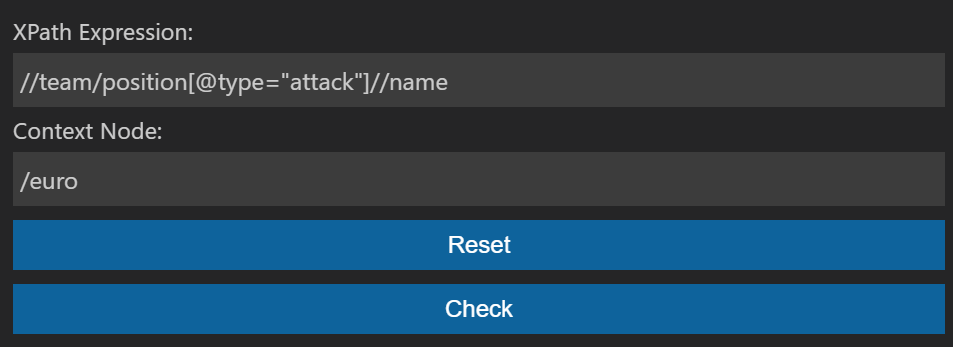 XPath Expression:
//team/position[@type="attack"]//name
Context Node:
/euro
Reset
Check